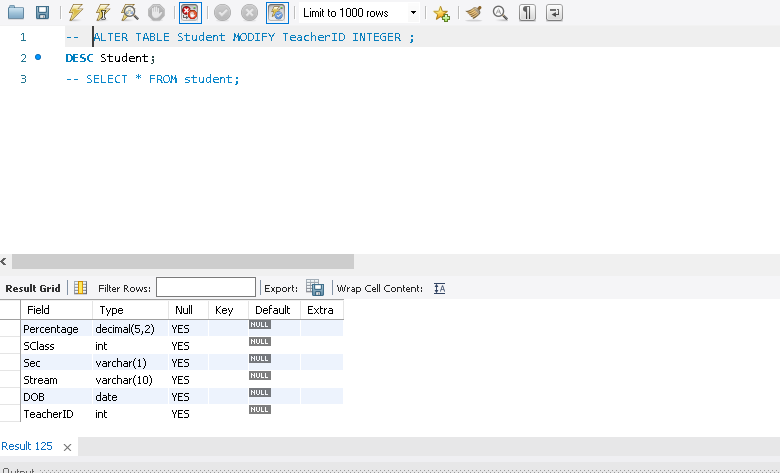 Limit to 1000 rows
1 -- ALTER TABLE Student MODIFY TeacherID INTEGER ;
2 DESC Student;
3 -- SELECT * FROM student;
Result Grid Filter Rows: Export: Wrap Cell Content:
Field Type Null Key Default Extra
Percentage decimal(5,2) YES NULL
SClass int YES NULL
Sec varchar(1) YES NULL
Stream varchar(10) YES NULL
DOB date YES NULL
TeacherID int YES NULL
Result 125
Output